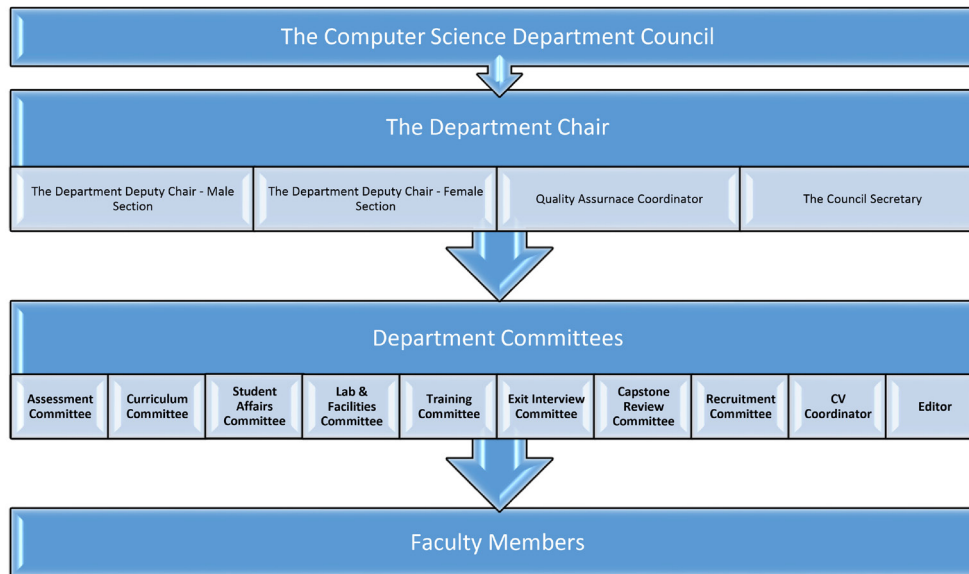 The Computer Science Department Council
The Department Chair
The Department Deputy Chair - Male
Section
The Department Deputy Chair - Female
Section
Quality Assurnace Coordinator
The Council Secretary
Department Committees
Assessment
Committee
Curriculum
Committee
Student
Affairs
Committee
Lab &
Facilities
Committee
Training
Committee
Exit Interview
Committee
Capstone
Review
Committee
Recruitment
Committee
CV
Coordinator
Editor
Faculty Members